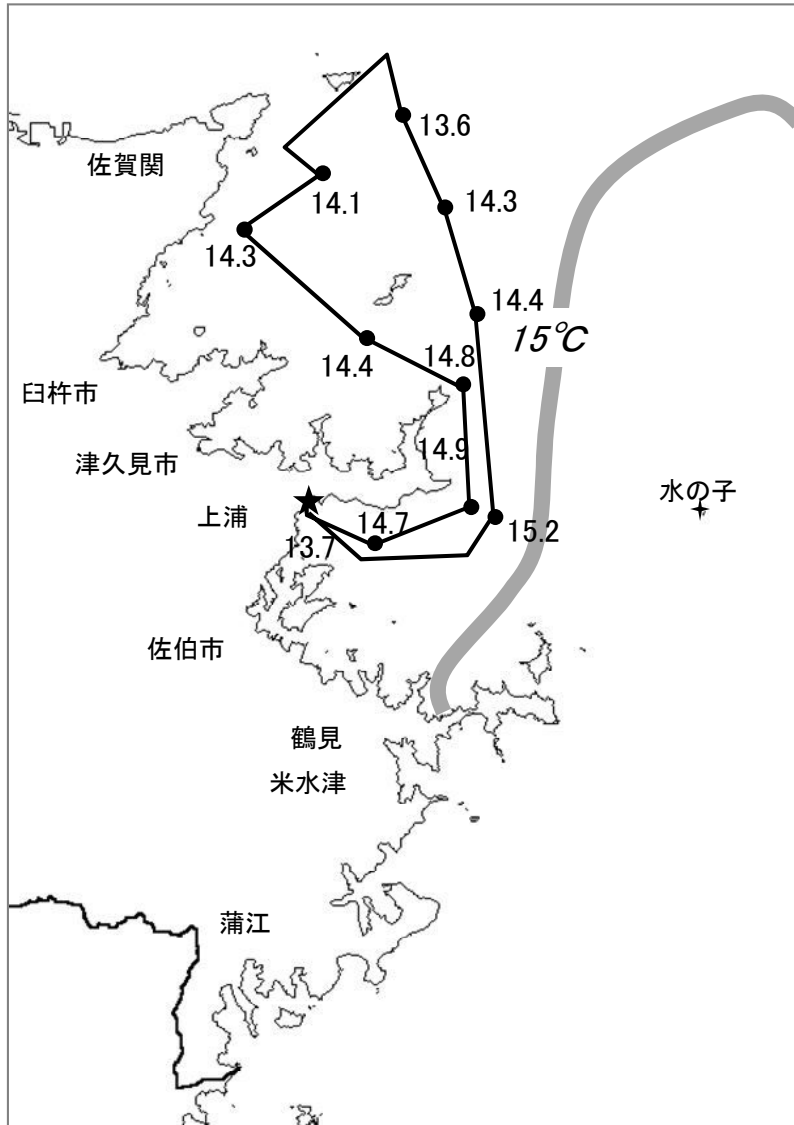 13.6
佐賀関
14.1
14.3
14.3
14.4
15℃
14.4
14.8
臼杵市
14.9
津久見市
水の子
上浦
14.7
15.2
13.7
佐伯市
鶴見
米水津
蒲江